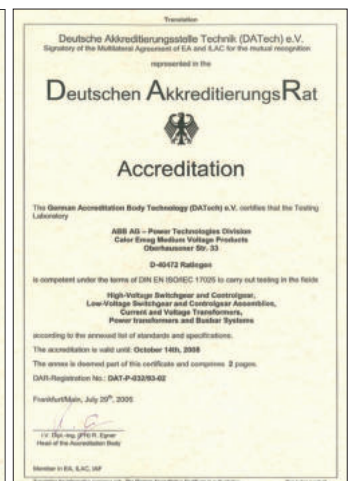 Translation
Deutsche Akkreditierungsstelle Technik (DATech) e.V.
Signatory of the Multilateral Agreement of EA and ILAC for the mutual recognition
represented in the
Deutschen AkkreditierungsRat
Accreditation
The German Accreditation Body Technology (DATech) e.V. certifies that the Testing
Laboratory
ABB AG – Power Technologies Division
Calor Emag Medium Voltage Products
Oberhausener Str. 33
D-40472 Ratingen
is competent under the terms of DIN EN ISO/IEC 17025 to carry out testing in the fields
High-Voltage Switchgear and Controlgear,
Low-Voltage Switchgear and Controlgear Assemblies,
Current and Voltage Transformers,
Power transformers and Busbar Systems
according to the annexed list of standards and specifications.
The accreditation is valid until: October 14th, 2008
The annex is deemed part of this certificate and comprises 2 pages.
DAR-Registration No.: DAT-P-032/93-02
Frankfurt/Main, July 29th, 2005
i.V. Dipl.-Ing. (FH) R. Egner
Head of the Accreditation Body
Member in EA, ILAC, IAF